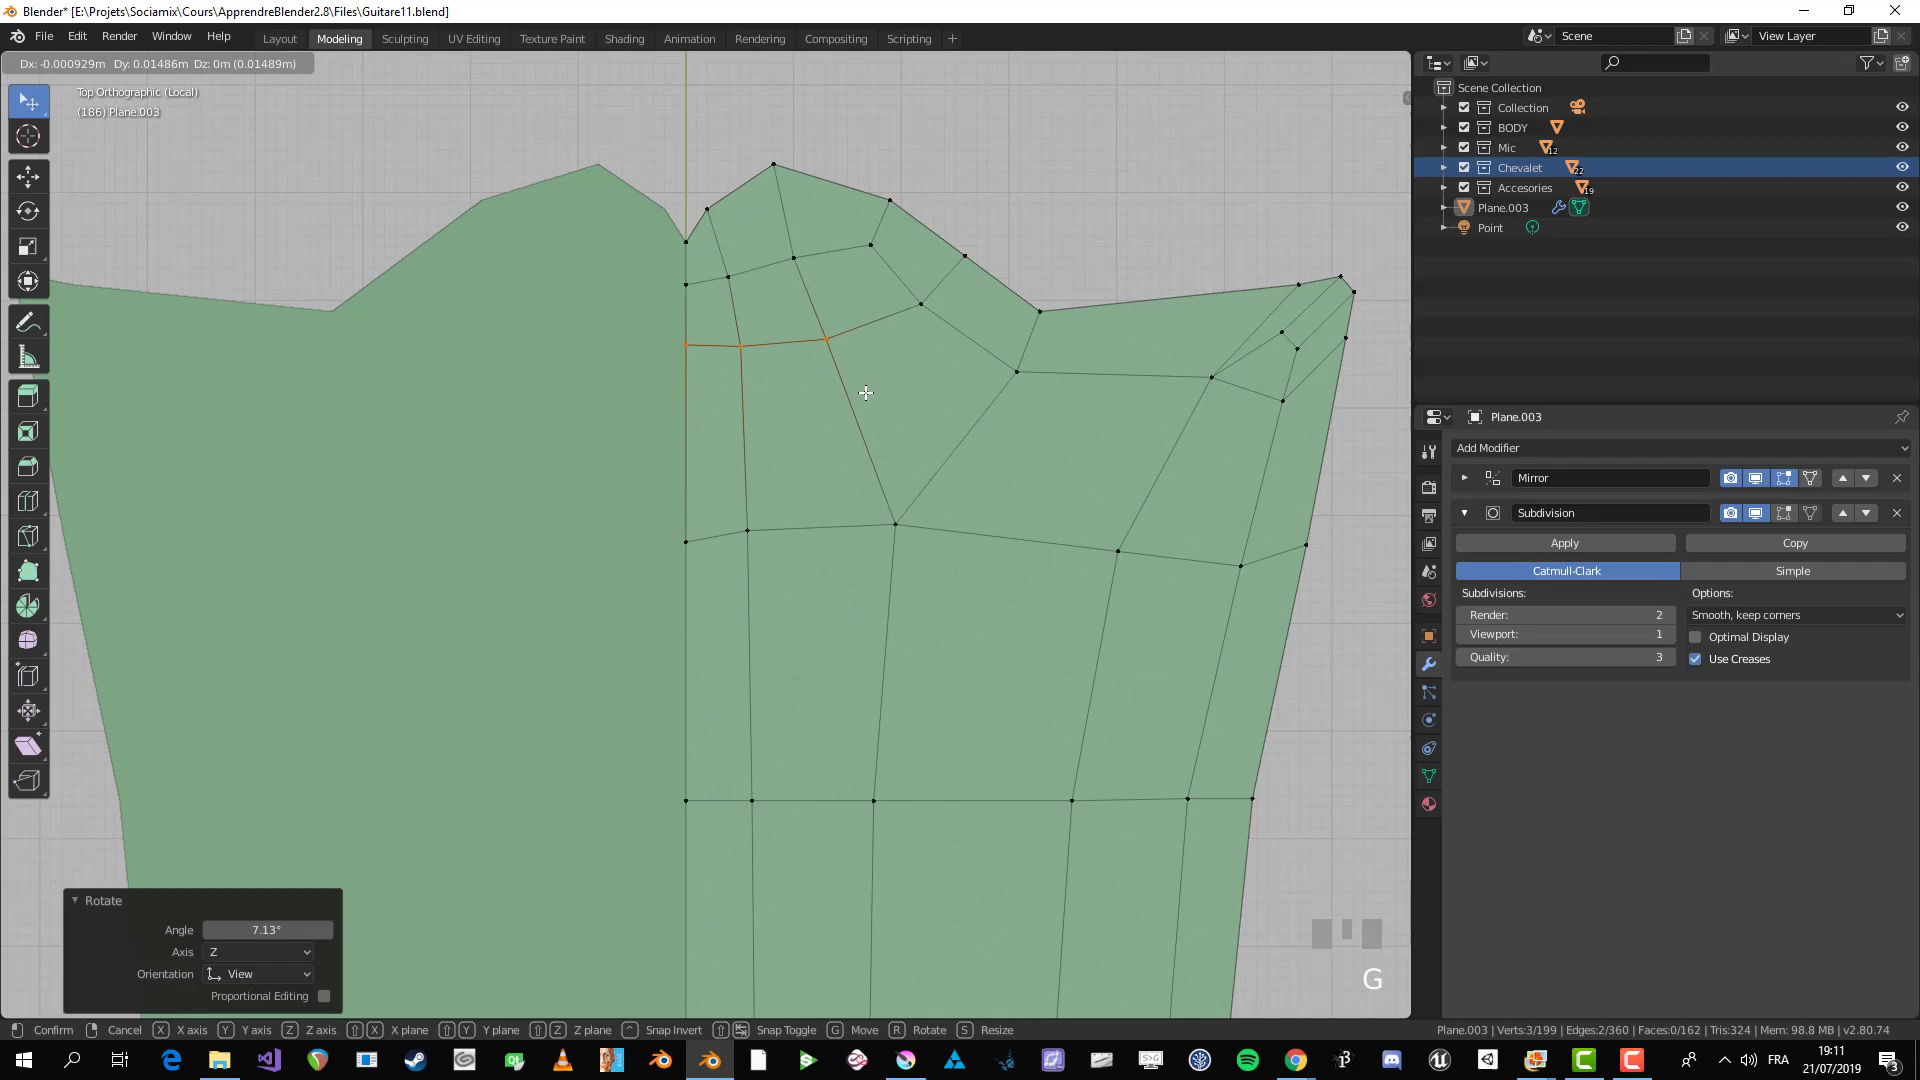 Blender* [E:\Projets\Sociamix\Cours\ApprendreBlender2.8\Files\Guitare11.blend]
File Edit Render Window Help
Layout Modeling Sculpting UV Editing Texture Paint Shading Animation Rendering Compositing Scripting +
Scene
View Layer
Dx: -0.000929m Dy: 0.01486m Dz: 0m (0.01489m)
Top Orthographic (Local)
(186) Plane.003
Scene Collection
Collection
BODY
Mic 12
Chevalet 22
Accesories 19
Plane.003
Point
Plane.003
Add Modifier
Mirror
Subdivision
Apply Copy
Catmull-Clark Simple
Subdivisions: Options:
Render: 2 Smooth, keep corners
Viewport: 1 Optimal Display
Quality: 3 Use Creases
Rotate
Angle 7.13°
Axis Z
Orientation View
Proportional Editing
G
Confirm Cancel X X axis Y Y axis Z Z axis X X plane Y Y plane Z Z plane ^ Snap Invert Snap Toggle G Move R Rotate S Resize
Plane.003 | Verts:3/199 | Edges:2/360 | Faces:0/162 | Tris:324 | Mem: 98.8 MB | v2.80.74
FRA
19:11
21/07/2019
3